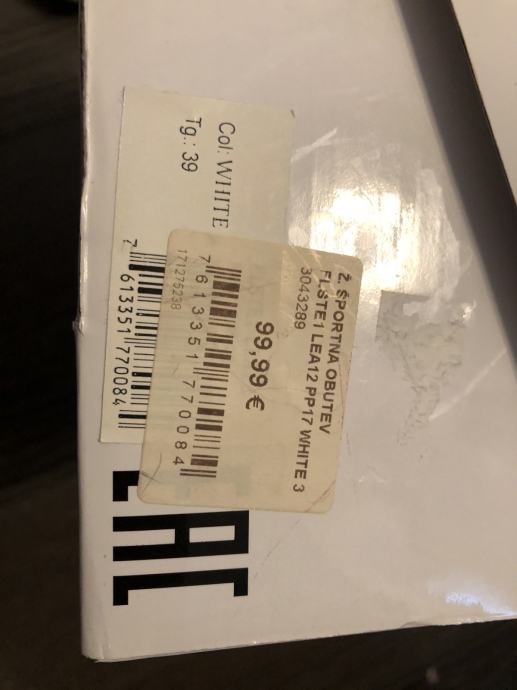 Col: WHITE
Tg.: 39
7 613351 770084
Ž. ŠPORTNA OBUTEV
FLSTE1 LEA12 PP17 WHITE 3
3043289
99,99 €
7 613351 770084
171275238
EAC